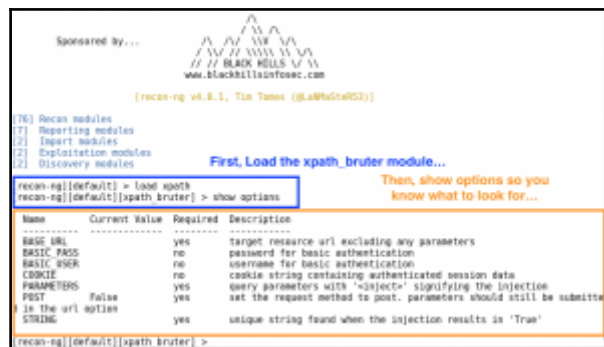 Sponsored by...
// // BLACK HILLS \/ \\
www.blackhillsinfosec.com
[recon-ng v4.8.1, Tim Tomes (@LaNMaSteR53)]
[76] Recon modules
[7] Reporting modules
[2] Import modules
[2] Exploitation modules
[2] Discovery modules
First, Load the xpath_bruter module...
[recon-ng][default] > load xpath
[recon-ng][default][xpath_bruter] > show options
Then, show options so you
know what to look for...
Name Current Value Required Description
---------- ------------- -------- -----------
BASE_URL yes target resource url excluding any parameters
BASIC_PASS no password for basic authentication
BASIC_USER no username for basic authentication
COOKIE no cookie string containing authenticated session data
PARAMETERS yes query parameters with '<inject>' signifying the injection
POST False yes set the request method to post. parameters should still be submitte
in the url option
STRING yes unique string found when the injection results in 'True'
[recon-ng][default][xpath_bruter] >